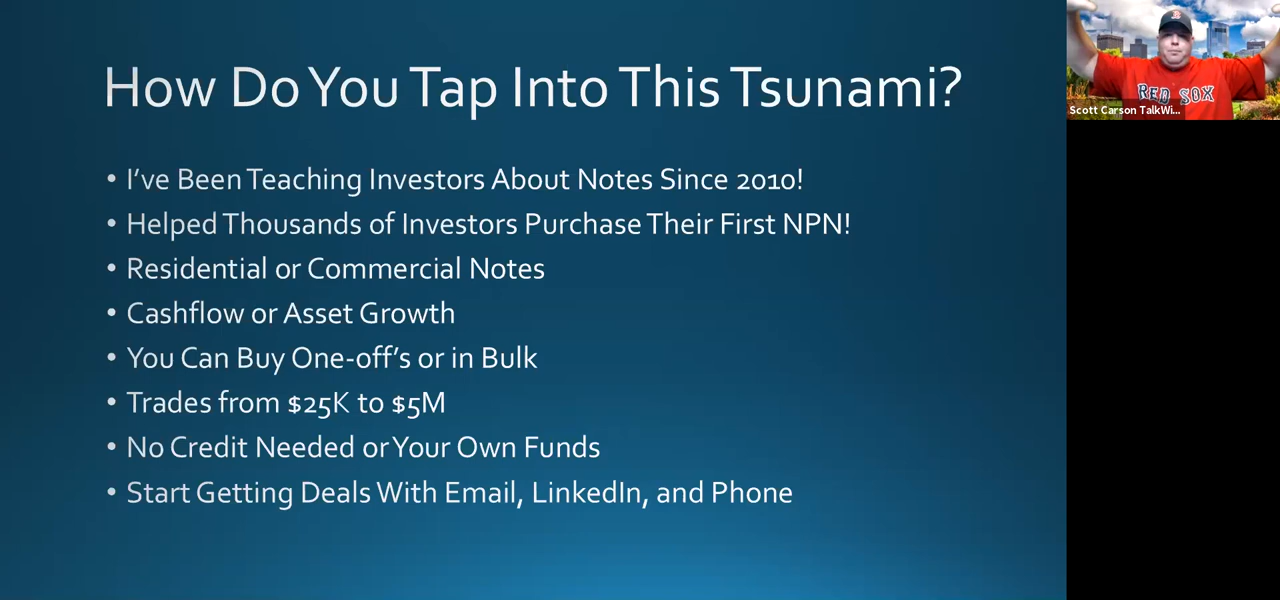 How Do You Tap Into This Tsunami?
• I've Been Teaching Investors About Notes Since 2010!
• Helped Thousands of Investors Purchase Their First NPN!
• Residential or Commercial Notes
• Cashflow or Asset Growth
• You Can Buy One-off's or in Bulk
• Trades from $25K to $5M
• No Credit Needed or Your Own Funds
• Start Getting Deals With Email, LinkedIn, and Phone
B
RED SOX
Scott Carson TalkWi...